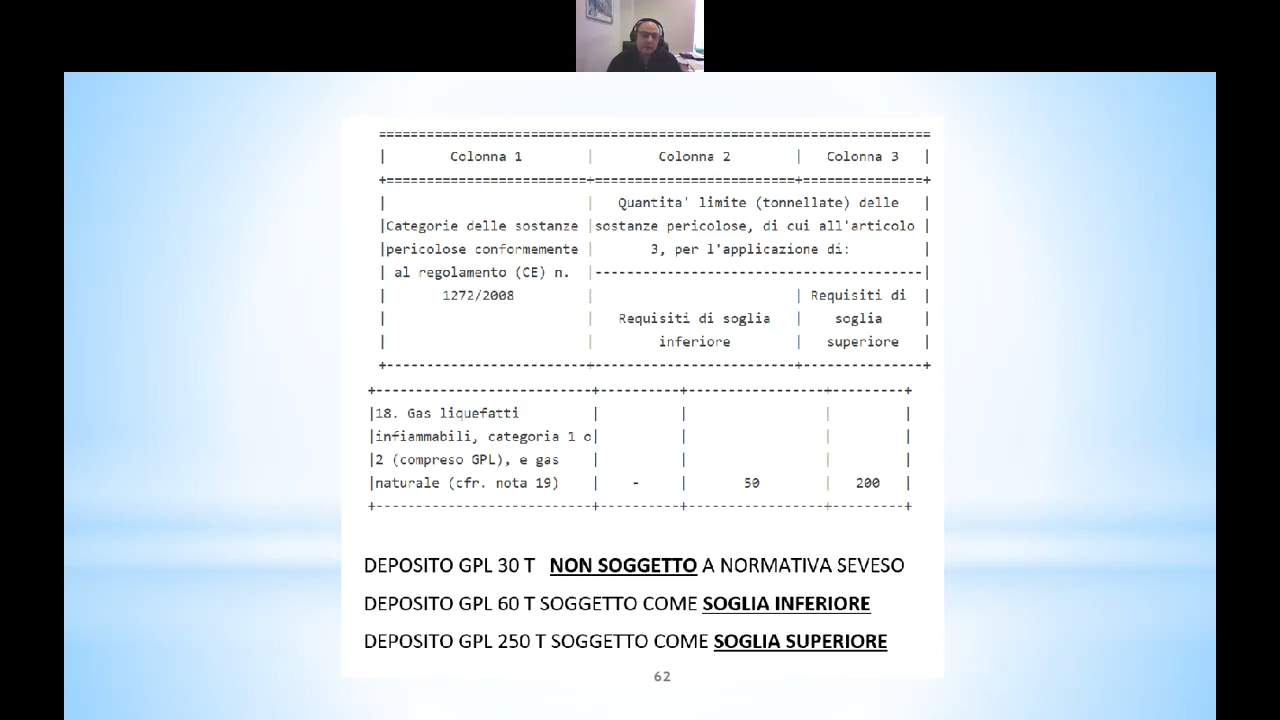 ============================================================
| Colonna 1 | Colonna 2 | Colonna 3 |
+=======================+======================+==============+
| | Quantita' limite (tonnellate) delle |
|Categorie delle sostanze |sostanze pericolose, di cui all'articolo |
|pericolose conformemente | 3, per l'applicazione di: |
| al regolamento (CE) n. |----------------------------------------|
| 1272/2008 | | Requisiti di |
| | Requisiti di soglia | soglia |
| | inferiore | superiore |
+-------------------------+-------------------------+--------------+
+---------------------------+----------+-----------------+---------+
|18. Gas liquefatti | | | |
|infiammabili, categoria 1 o| | | |
|2 (compreso GPL), e gas | | | |
|naturale (cfr. nota 19) | - | 50 | 200 |
+---------------------------+----------+-----------------+---------+
DEPOSITO GPL 30 T NON SOGGETTO A NORMATIVA SEVESO
DEPOSITO GPL 60 T SOGGETTO COME SOGLIA INFERIORE
DEPOSITO GPL 250 T SOGGETTO COME SOGLIA SUPERIORE
62